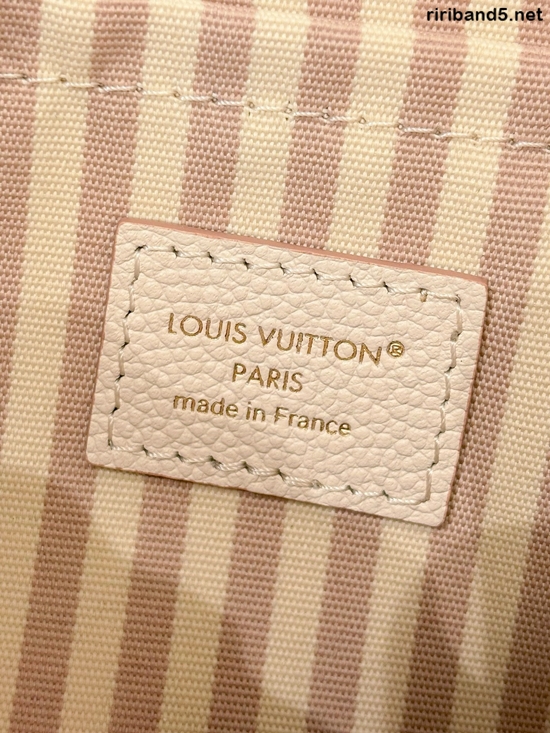 ririband5.net
LOUIS VUITTON®
PARIS
made in France